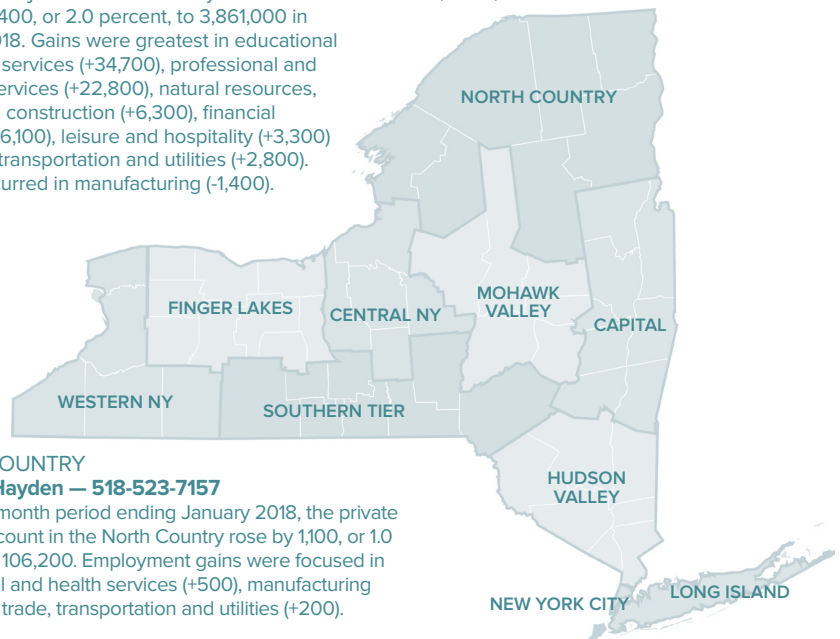 400, or 2.0 percent, to 3,861,000 in
18. Gains were greatest in educational
services (+34,700), professional and
ervices (+22,800), natural resources,
construction (+6,300), financial
6,100), leisure and hospitality (+3,300)
transportation and utilities (+2,800).
curred in manufacturing (-1,400).
NORTH COUNTRY
FINGER LAKES
CENTRAL NY
MOHAWK
VALLEY
CAPITAL
WESTERN NY
SOUTHERN TIER
HUDSON
VALLEY
NEW YORK CITY
LONG ISLAND
OUNTRY
Hayden — 518-523-7157
month period ending January 2018, the private
count in the North Country rose by 1,100, or 1.0
106,200. Employment gains were focused in
l and health services (+500), manufacturing
trade, transportation and utilities (+200).